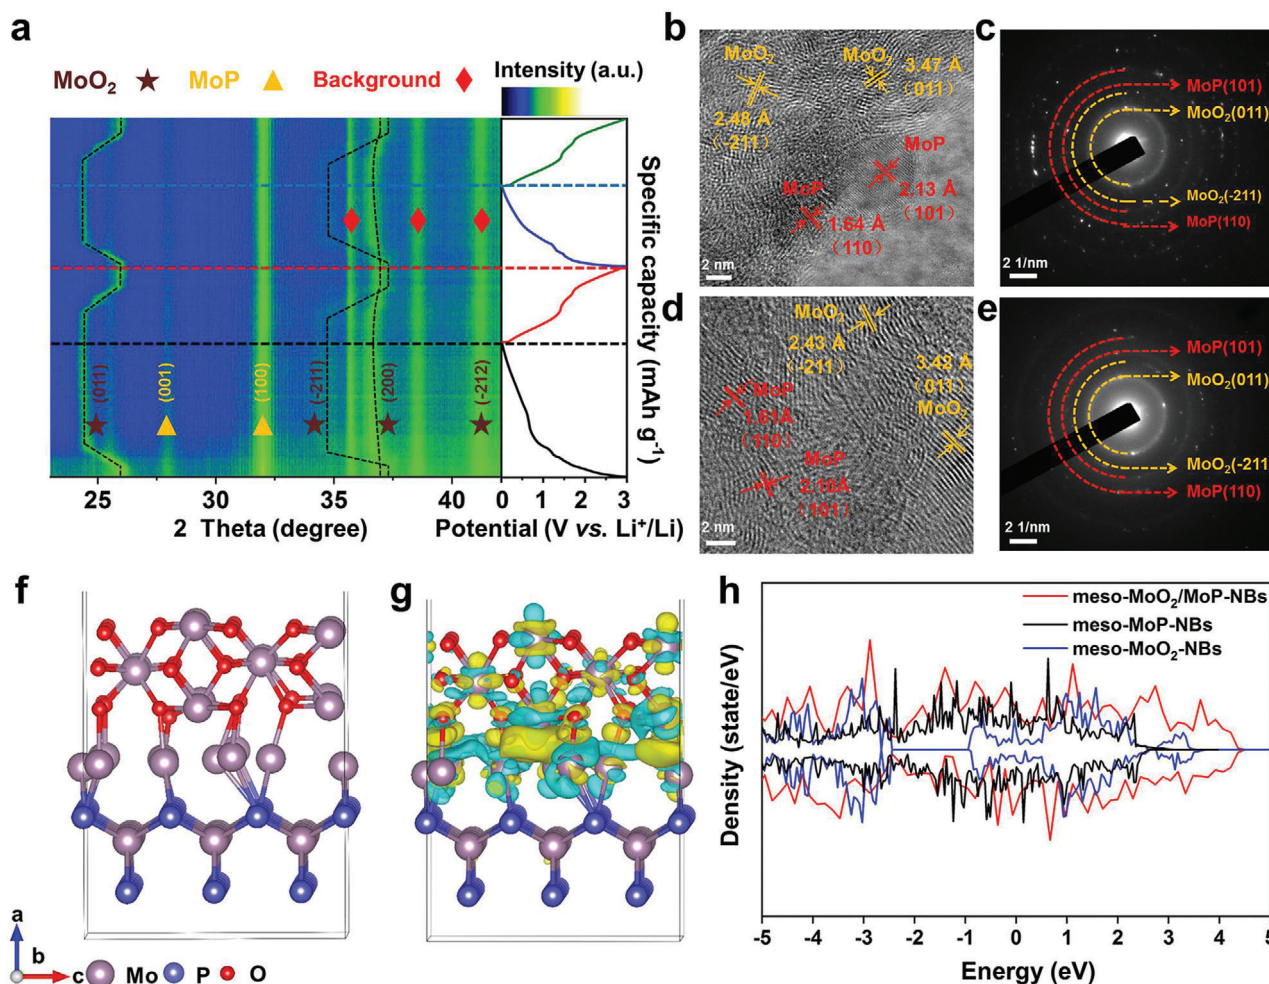 a
MoO₂ ★ MoP ▲ Background ♦
Intensity (a.u.)
(011)
(001)
(100)
(-211)
(200)
(-212)
25 30 35 40
2 Theta (degree)
0 1 2 3
Potential (V vs. Li⁺/Li)
Specific capacity (mAh g⁻¹)
b
MoO₂
2.48 Å
(-211)
MoO₂
3.47 Å
(011)
MoP
2.13 Å
(101)
MoP
1.64 Å
(110)
2 nm
c
MoP(101)
MoO₂(011)
MoO₂(-211)
MoP(110)
2 1/nm
d
MoO₂
2.43 Å
(-211)
3.42 Å
(011)
MoO₂
MoP
1.61Å
(110)
MoP
2.10Å
(101)
2 nm
e
MoP(101)
MoO₂(011)
MoO₂(-211
MoP(110)
2 1/nm
f
a
b
c
Mo P O
g
h
meso-MoO₂/MoP-NBs
meso-MoP-NBs
meso-MoO₂-NBs
Density (state/eV)
-5 -4 -3 -2 -1 0 1 2 3 4 5
Energy (eV)